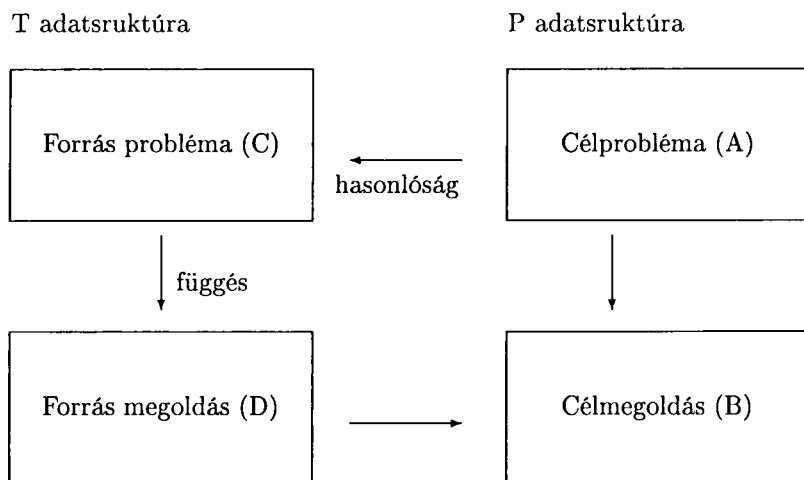 T adatsruktúra
P adatsruktúra
Forrás probléma (C)
Célprobléma (A)
hasonlóság
függés
Forrás megoldás (D)
Célmegoldás (B)